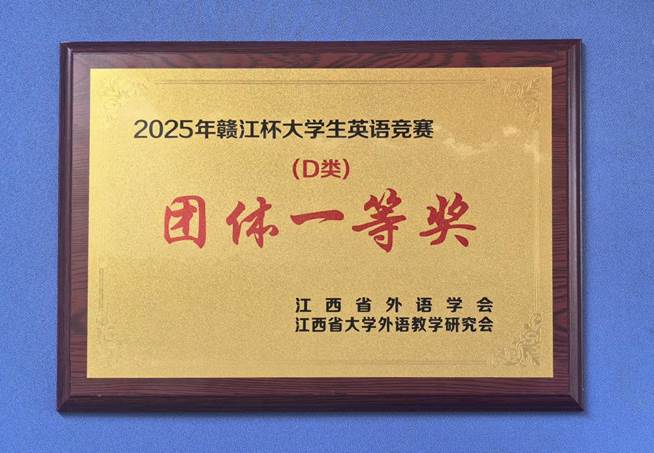 2025年赣江杯大学生英语竞赛
（D类）
团体一等奖
江西省外语学会
江西省大学外语教学研究会